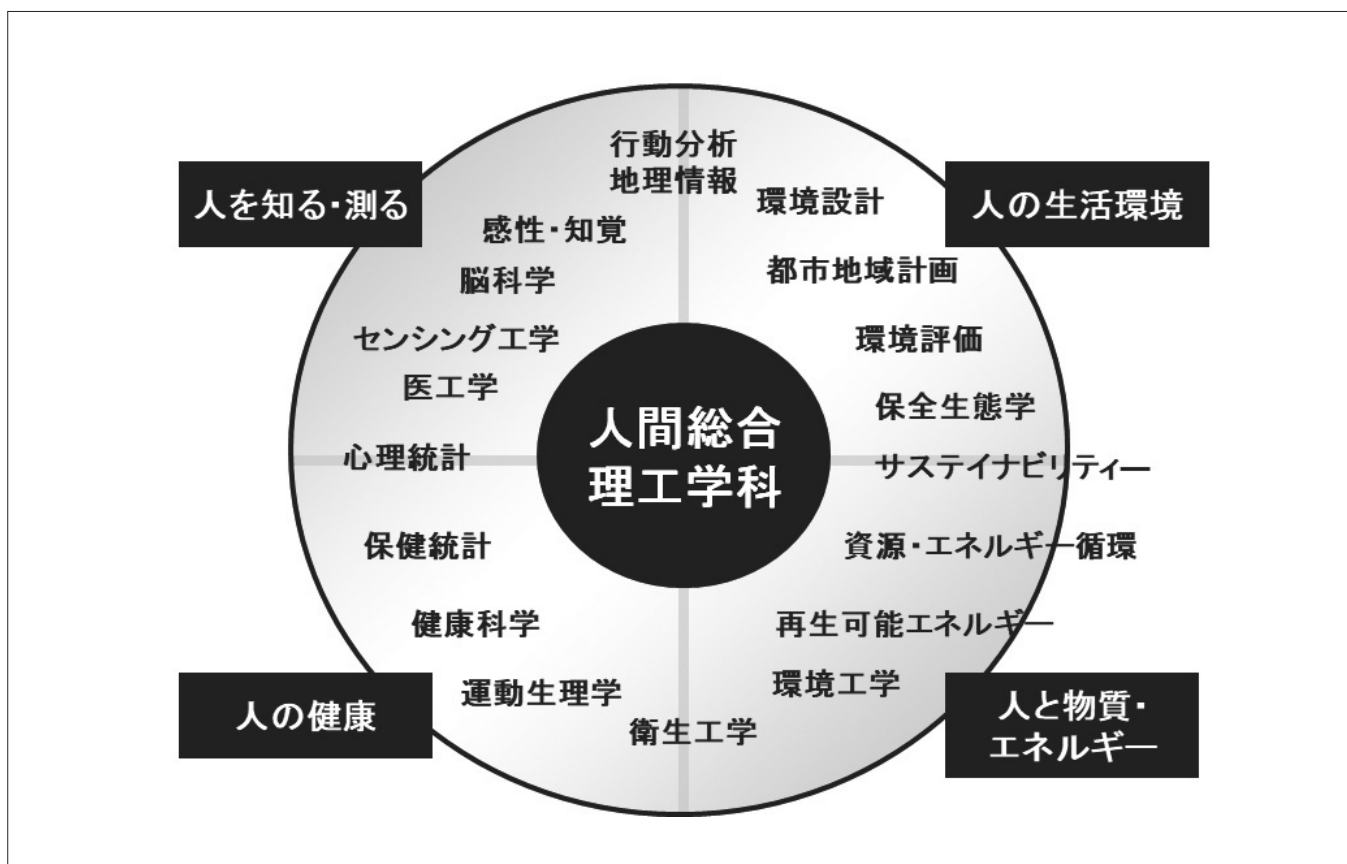 行動分析
地理情報
人を知る・測る
環境設計
人の生活環境
感性・知覚
都市地域計画
脳科学
センシング工学
環境評価
医工学
保全生態学
人間総合
理工学科
心理統計
サステイナビリティー
保健統計
資源・エネルギー循環
健康科学
再生可能エネルギー
運動生理学
環境工学
人の健康
人と物質・
エネルギー
衛生工学